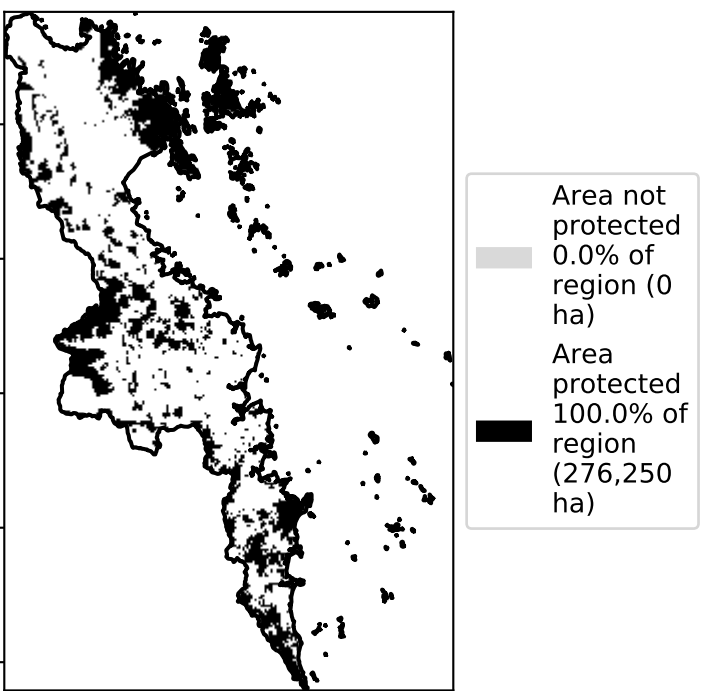 Area not
protected
0.0% of
region (0
ha)
Area
protected
100.0% of
region
(276,250
ha)